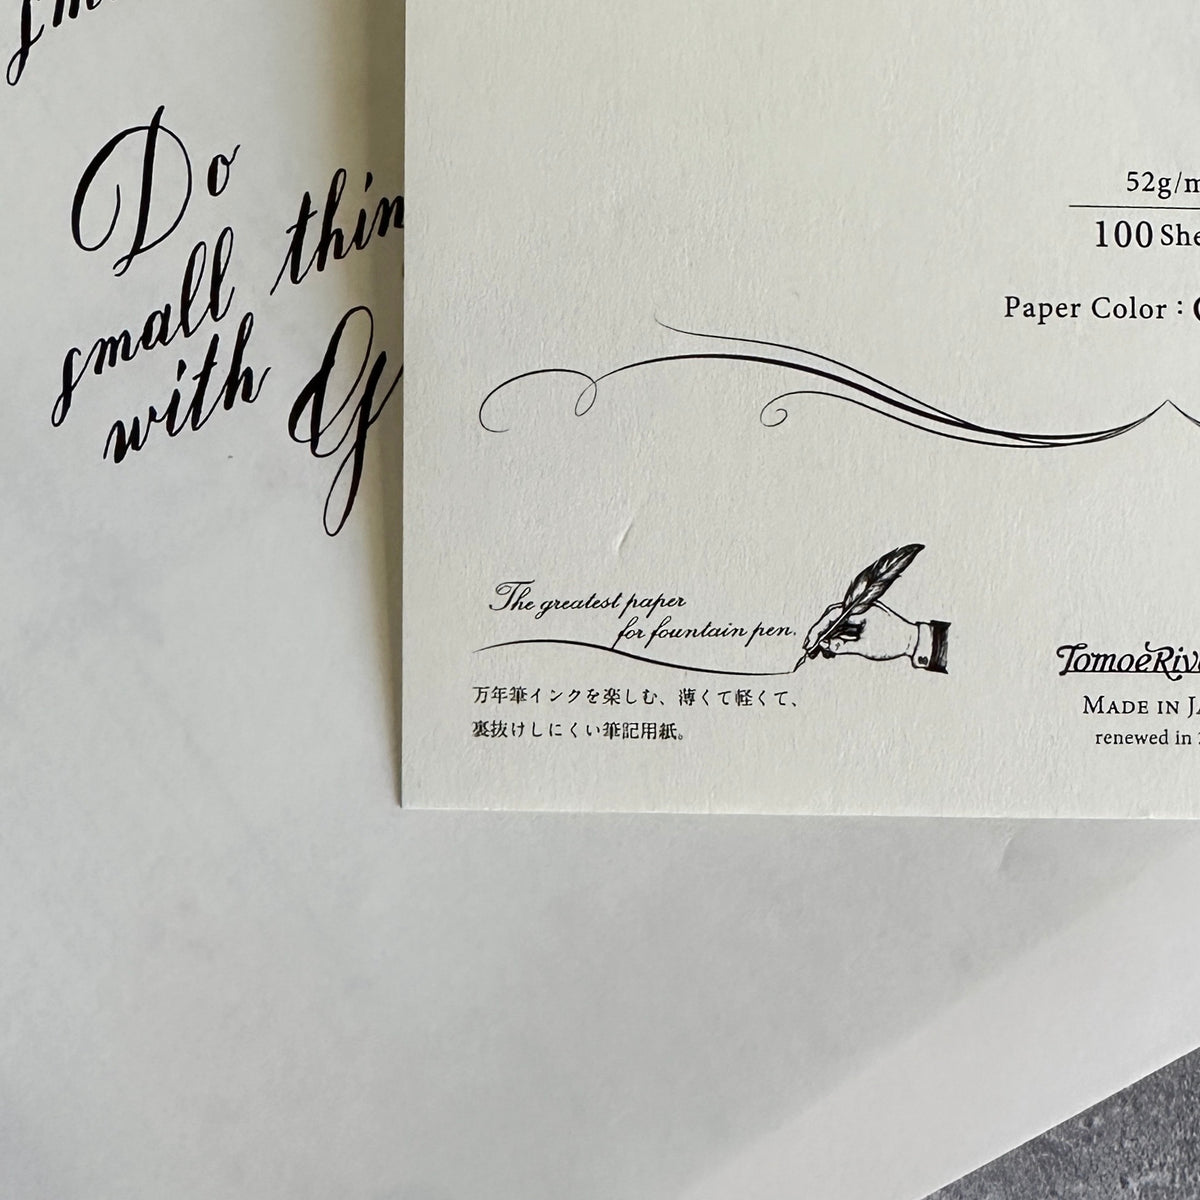 Do
small thin
with G
52g/m
100 She
Paper Color : 
The greatest paper
for fountain pen.
万年筆インクを楽しむ、薄くて軽くて、
裏抜けしにくい筆記用紙。
TomoeRiv
MADE IN JA
renewed in